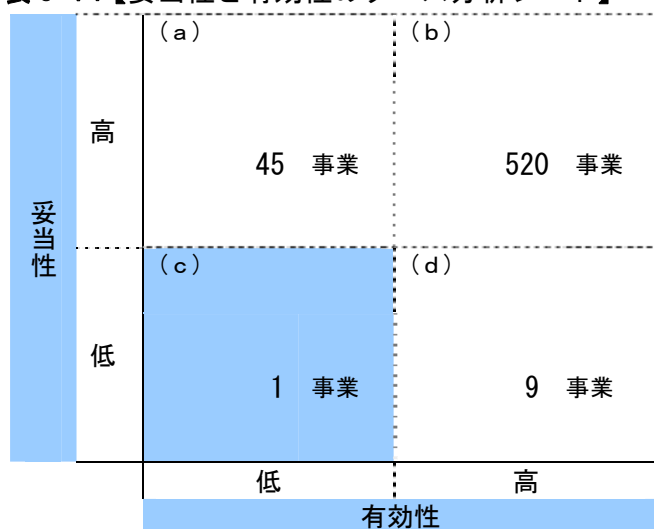 （a）
（b）
高
45 事業
520 事業
妥当性
（c）
（d）
低
1 事業
9 事業
低
高
有効性